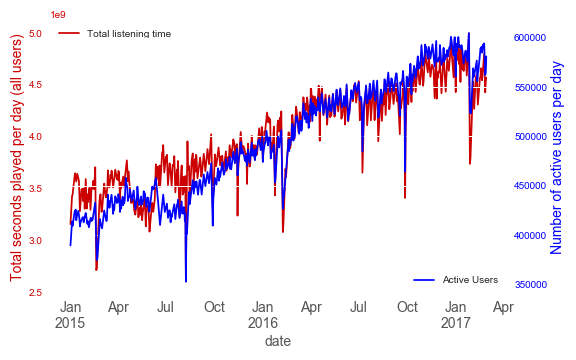 1e9
Total listening time
Total seconds played per day (all users)
5.0
4.5
4.0
3.5
3.0
2.5
600000
550000
500000
450000
400000
350000
Number of active users per day
Active Users
Jan Apr Jul Oct Jan Apr Jul Oct Jan Apr
2015 2016 2017
date